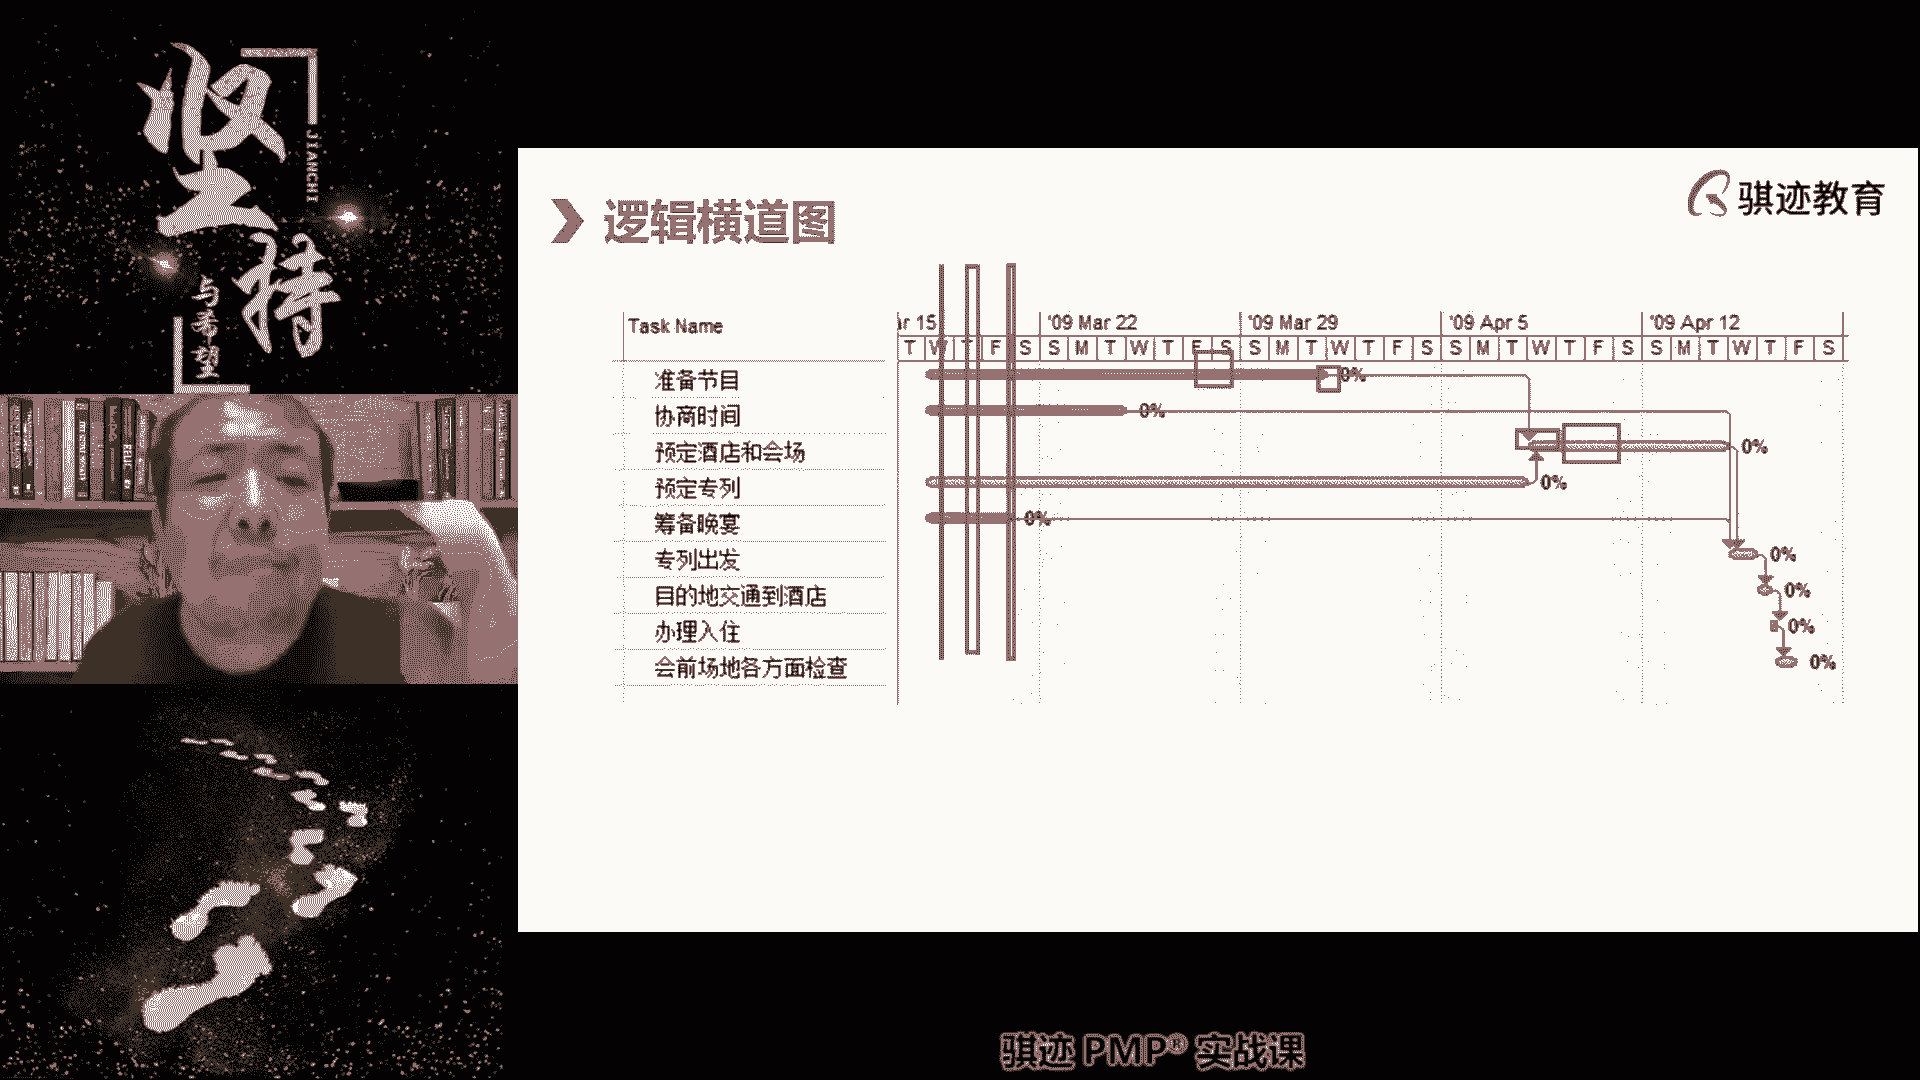 坚持
JIANCHI
与希望
逻辑横道图
骐迹教育
Task Name
'09 Mar 22
'09 Mar 29
'09 Apr 5
'09 Apr 12
T W T F S S M T W T F S S M T W T F S S M T W T F S S M T W T F S
准备节目 0%
协商时间 0%
预定酒店和会场 0%
预定专列 0%
筹备晚宴 0%
专列出发 0%
目的地交通到酒店 0%
办理入住 0%
会前场地各方面检查 0%
骐迹 PMP® 实战课